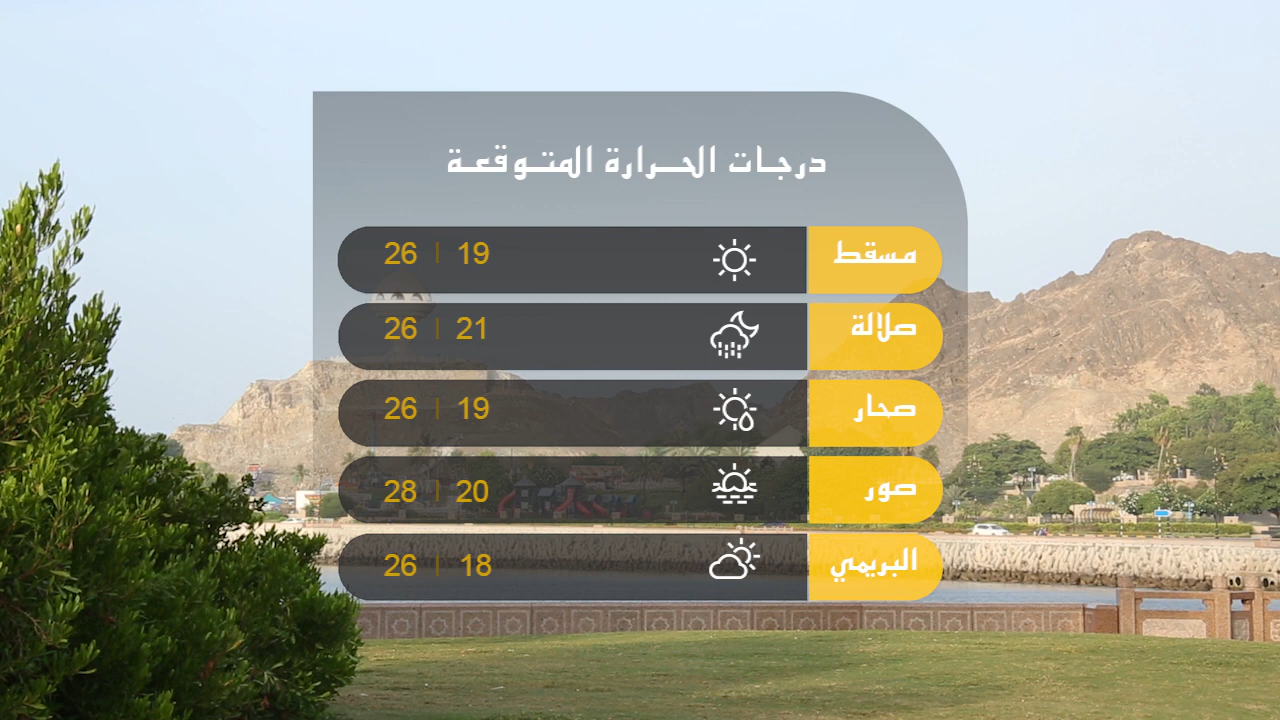 درجات الحرارة المتوقعة
مسقط 19 | 26
صلالة 21 | 26
صحار 19 | 26
صور 20 | 28
البريمي 18 | 26